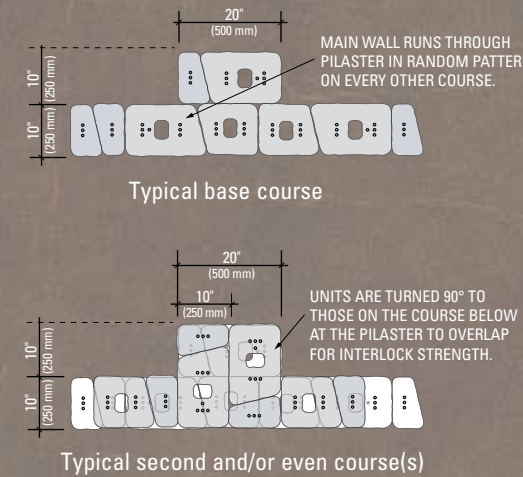 20"
(500 mm)
10"
(250 mm)
10"
(250 mm)
MAIN WALL RUNS THROUGH
PILASTER IN RANDOM PATTER
ON EVERY OTHER COURSE.
Typical base course
20"
(500 mm)
10"
(250 mm)
10"
(250 mm)
10"
(250 mm)
UNITS ARE TURNED 90° TO
THOSE ON THE COURSE BELOW
AT THE PILASTER TO OVERLAP
FOR INTERLOCK STRENGTH.
Typical second and/or even course(s)